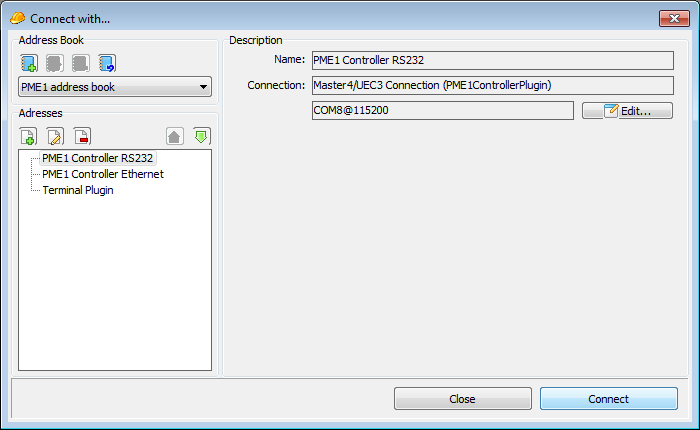 Connect with...
Address Book
PME1 address book
Adresses
PME1 Controller RS232
PME1 Controller Ethernet
Terminal Plugin
Description
Name: PME1 Controller RS232
Connection: Master4/UEC3 Connection (PME1ControllerPlugin)
COM8@115200 Edit...
Close Connect